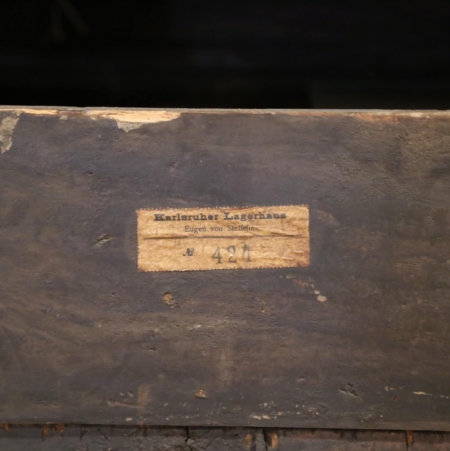 Karlsruher Lagerhaus
Eugen von
№ 421